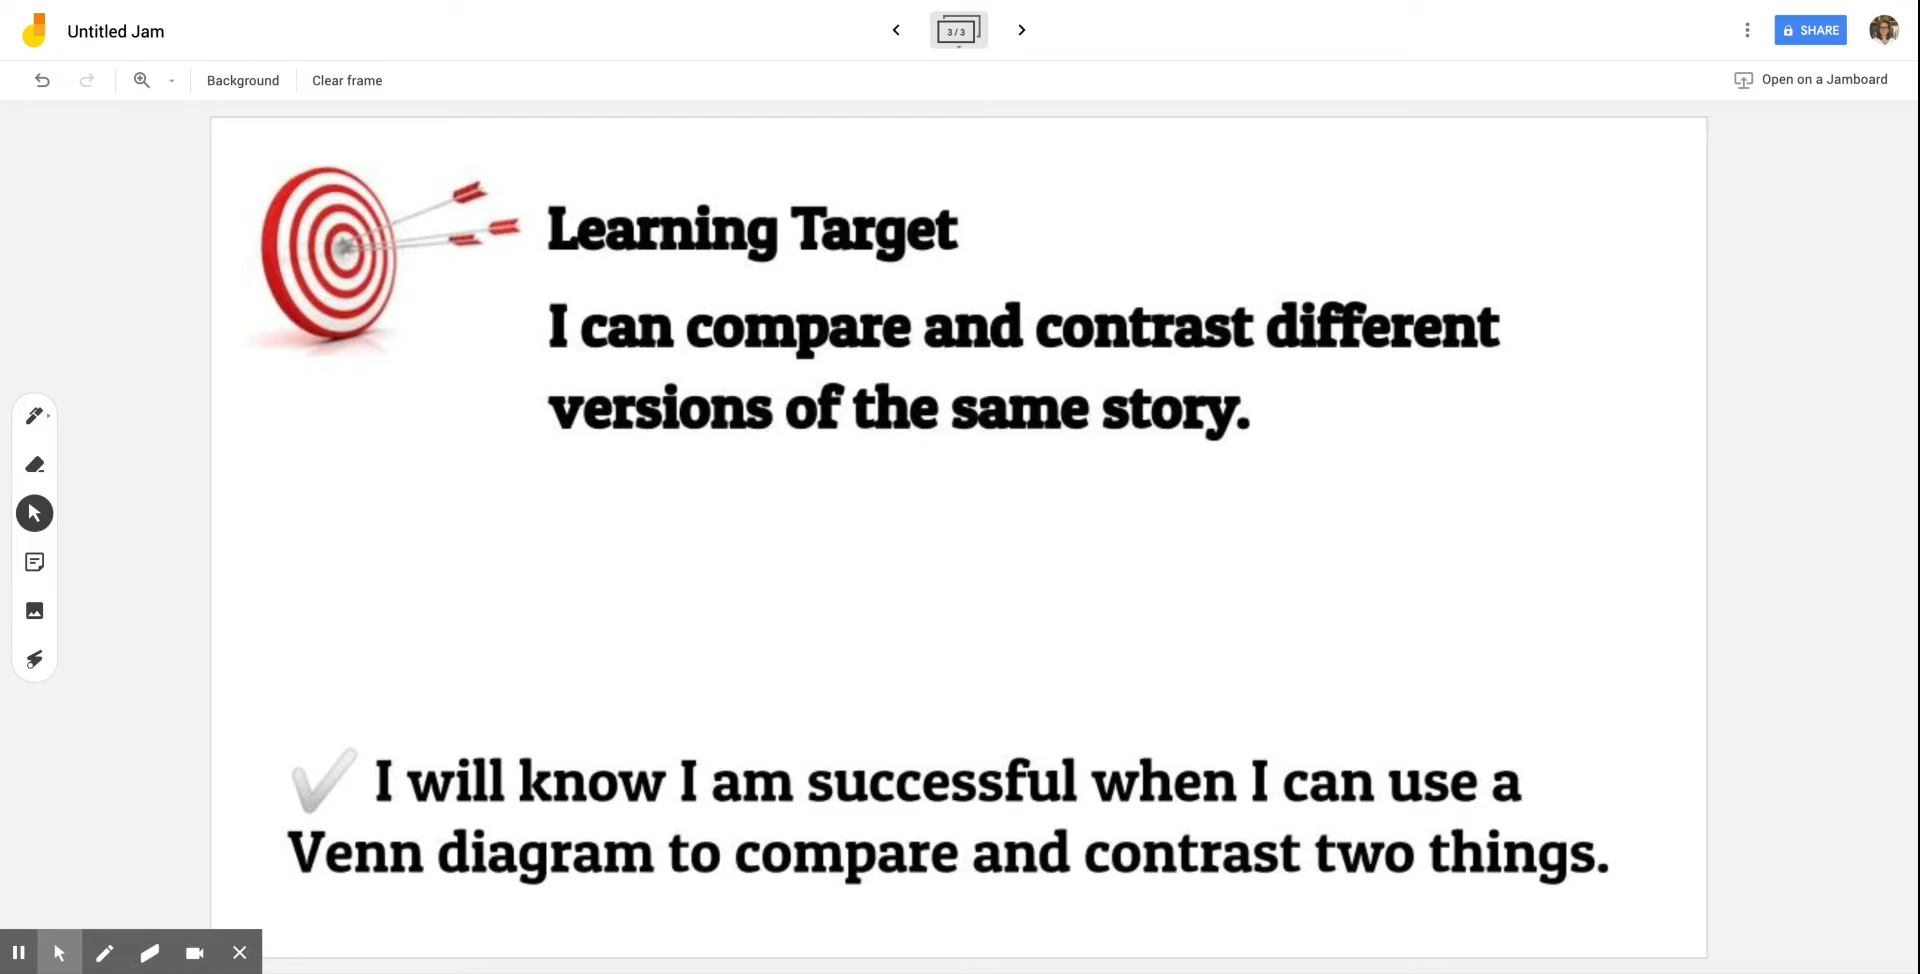 Untitled Jam
3 / 3
SHARE
Background
Clear frame
Open on a Jamboard
Learning Target
I can compare and contrast different
versions of the same story.
I will know I am successful when I can use a
Venn diagram to compare and contrast two things.